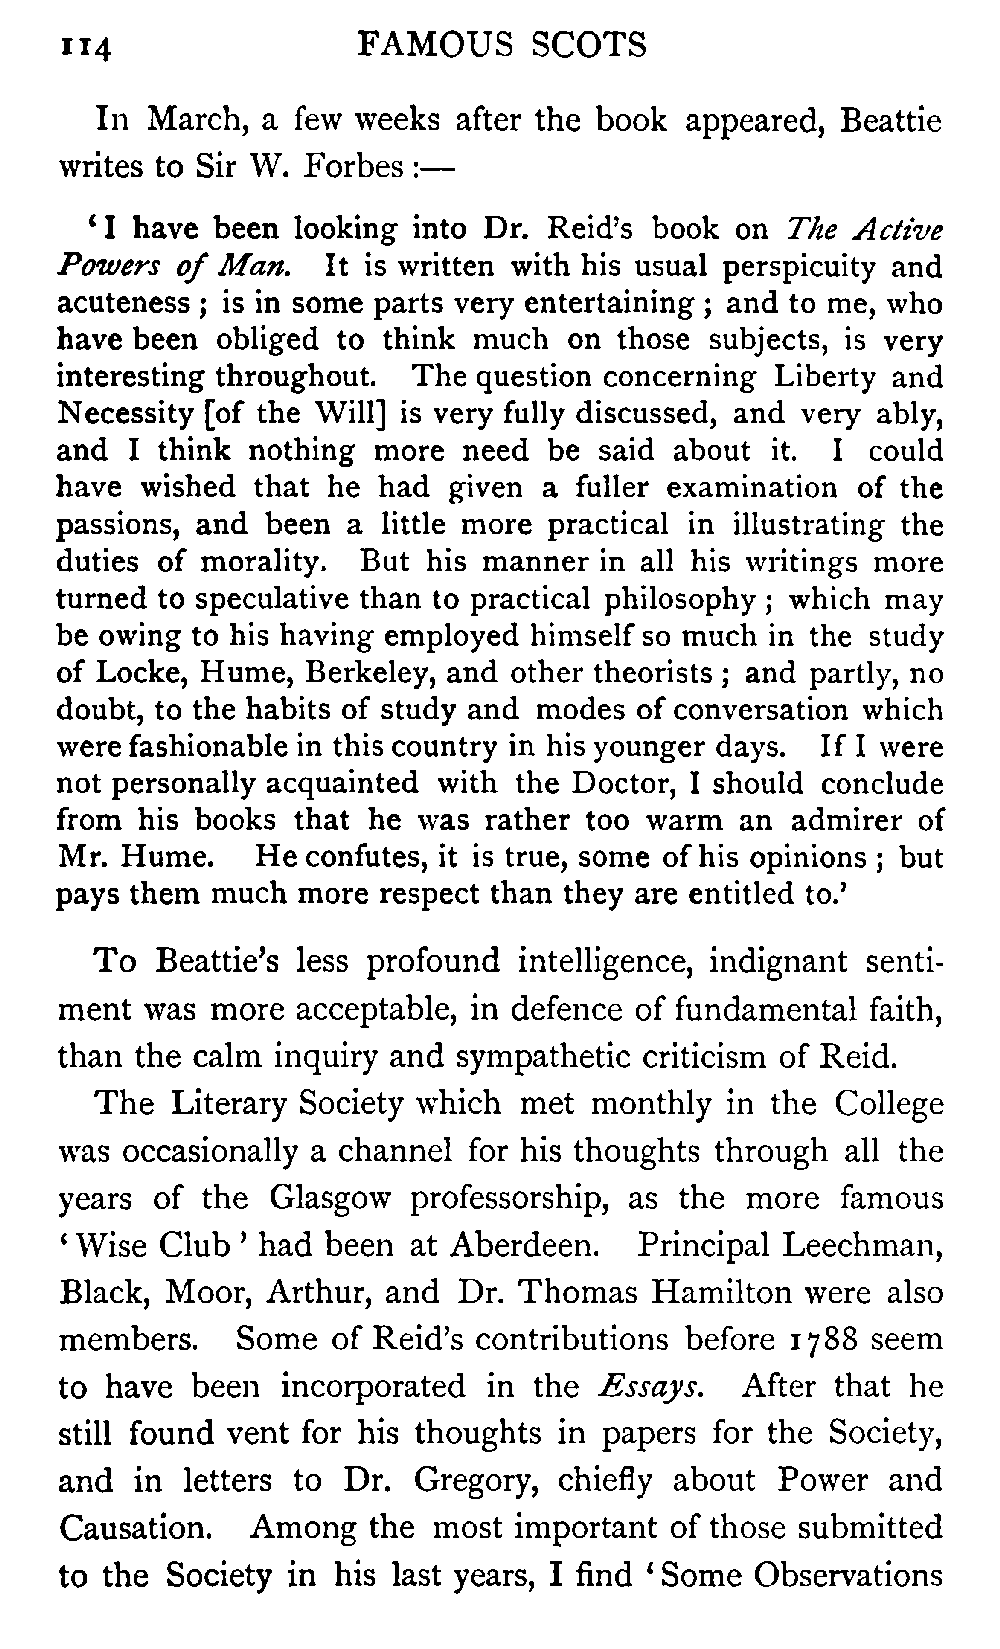 114 FAMOUS SCOTS
In March, a few weeks after the book appeared, Beattie
writes to Sir W. Forbes :—
‘I have been looking into Dr. Reid’s book on The Active
Powers of Man. It is written with his usual perspicuity and
acuteness ; is in some parts very entertaining ; and to me, who
have been obliged to think much on those subjects, is very
interesting throughout. The question concerning Liberty and
Necessity [of the Will] is very fully discussed, and very ably,
and I think nothing more need be said about it. I could
have wished that he had given a fuller examination of the
passions, and been a little more practical in illustrating the
duties of morality. But his manner in all his writings more
turned to speculative than to practical philosophy ; which may
be owing to his having employed himself so much in the study
of Locke, Hume, Berkeley, and other theorists ; and partly, no
doubt, to the habits of study and modes of conversation which
were fashionable in this country in his younger days. If I were
not personally acquainted with the Doctor, I should conclude
from his books that he was rather too warm an admirer of
Mr. Hume. He confutes, it is true, some of his opinions ; but
pays them much more respect than they are entitled to.’
To Beattie’s less profound intelligence, indignant senti-
ment was more acceptable, in defence of fundamental faith,
than the calm inquiry and sympathetic criticism of Reid.
The Literary Society which met monthly in the College
was occasionally a channel for his thoughts through all the
years of the Glasgow professorship, as the more famous
‘Wise Club’ had been at Aberdeen. Principal Leechman,
Black, Moor, Arthur, and Dr. Thomas Hamilton were also
members. Some of Reid’s contributions before 1788 seem
to have been incorporated in the Essays. After that he
still found vent for his thoughts in papers for the Society,
and in letters to Dr. Gregory, chiefly about Power and
Causation. Among the most important of those submitted
to the Society in his last years, I find ‘Some Observations